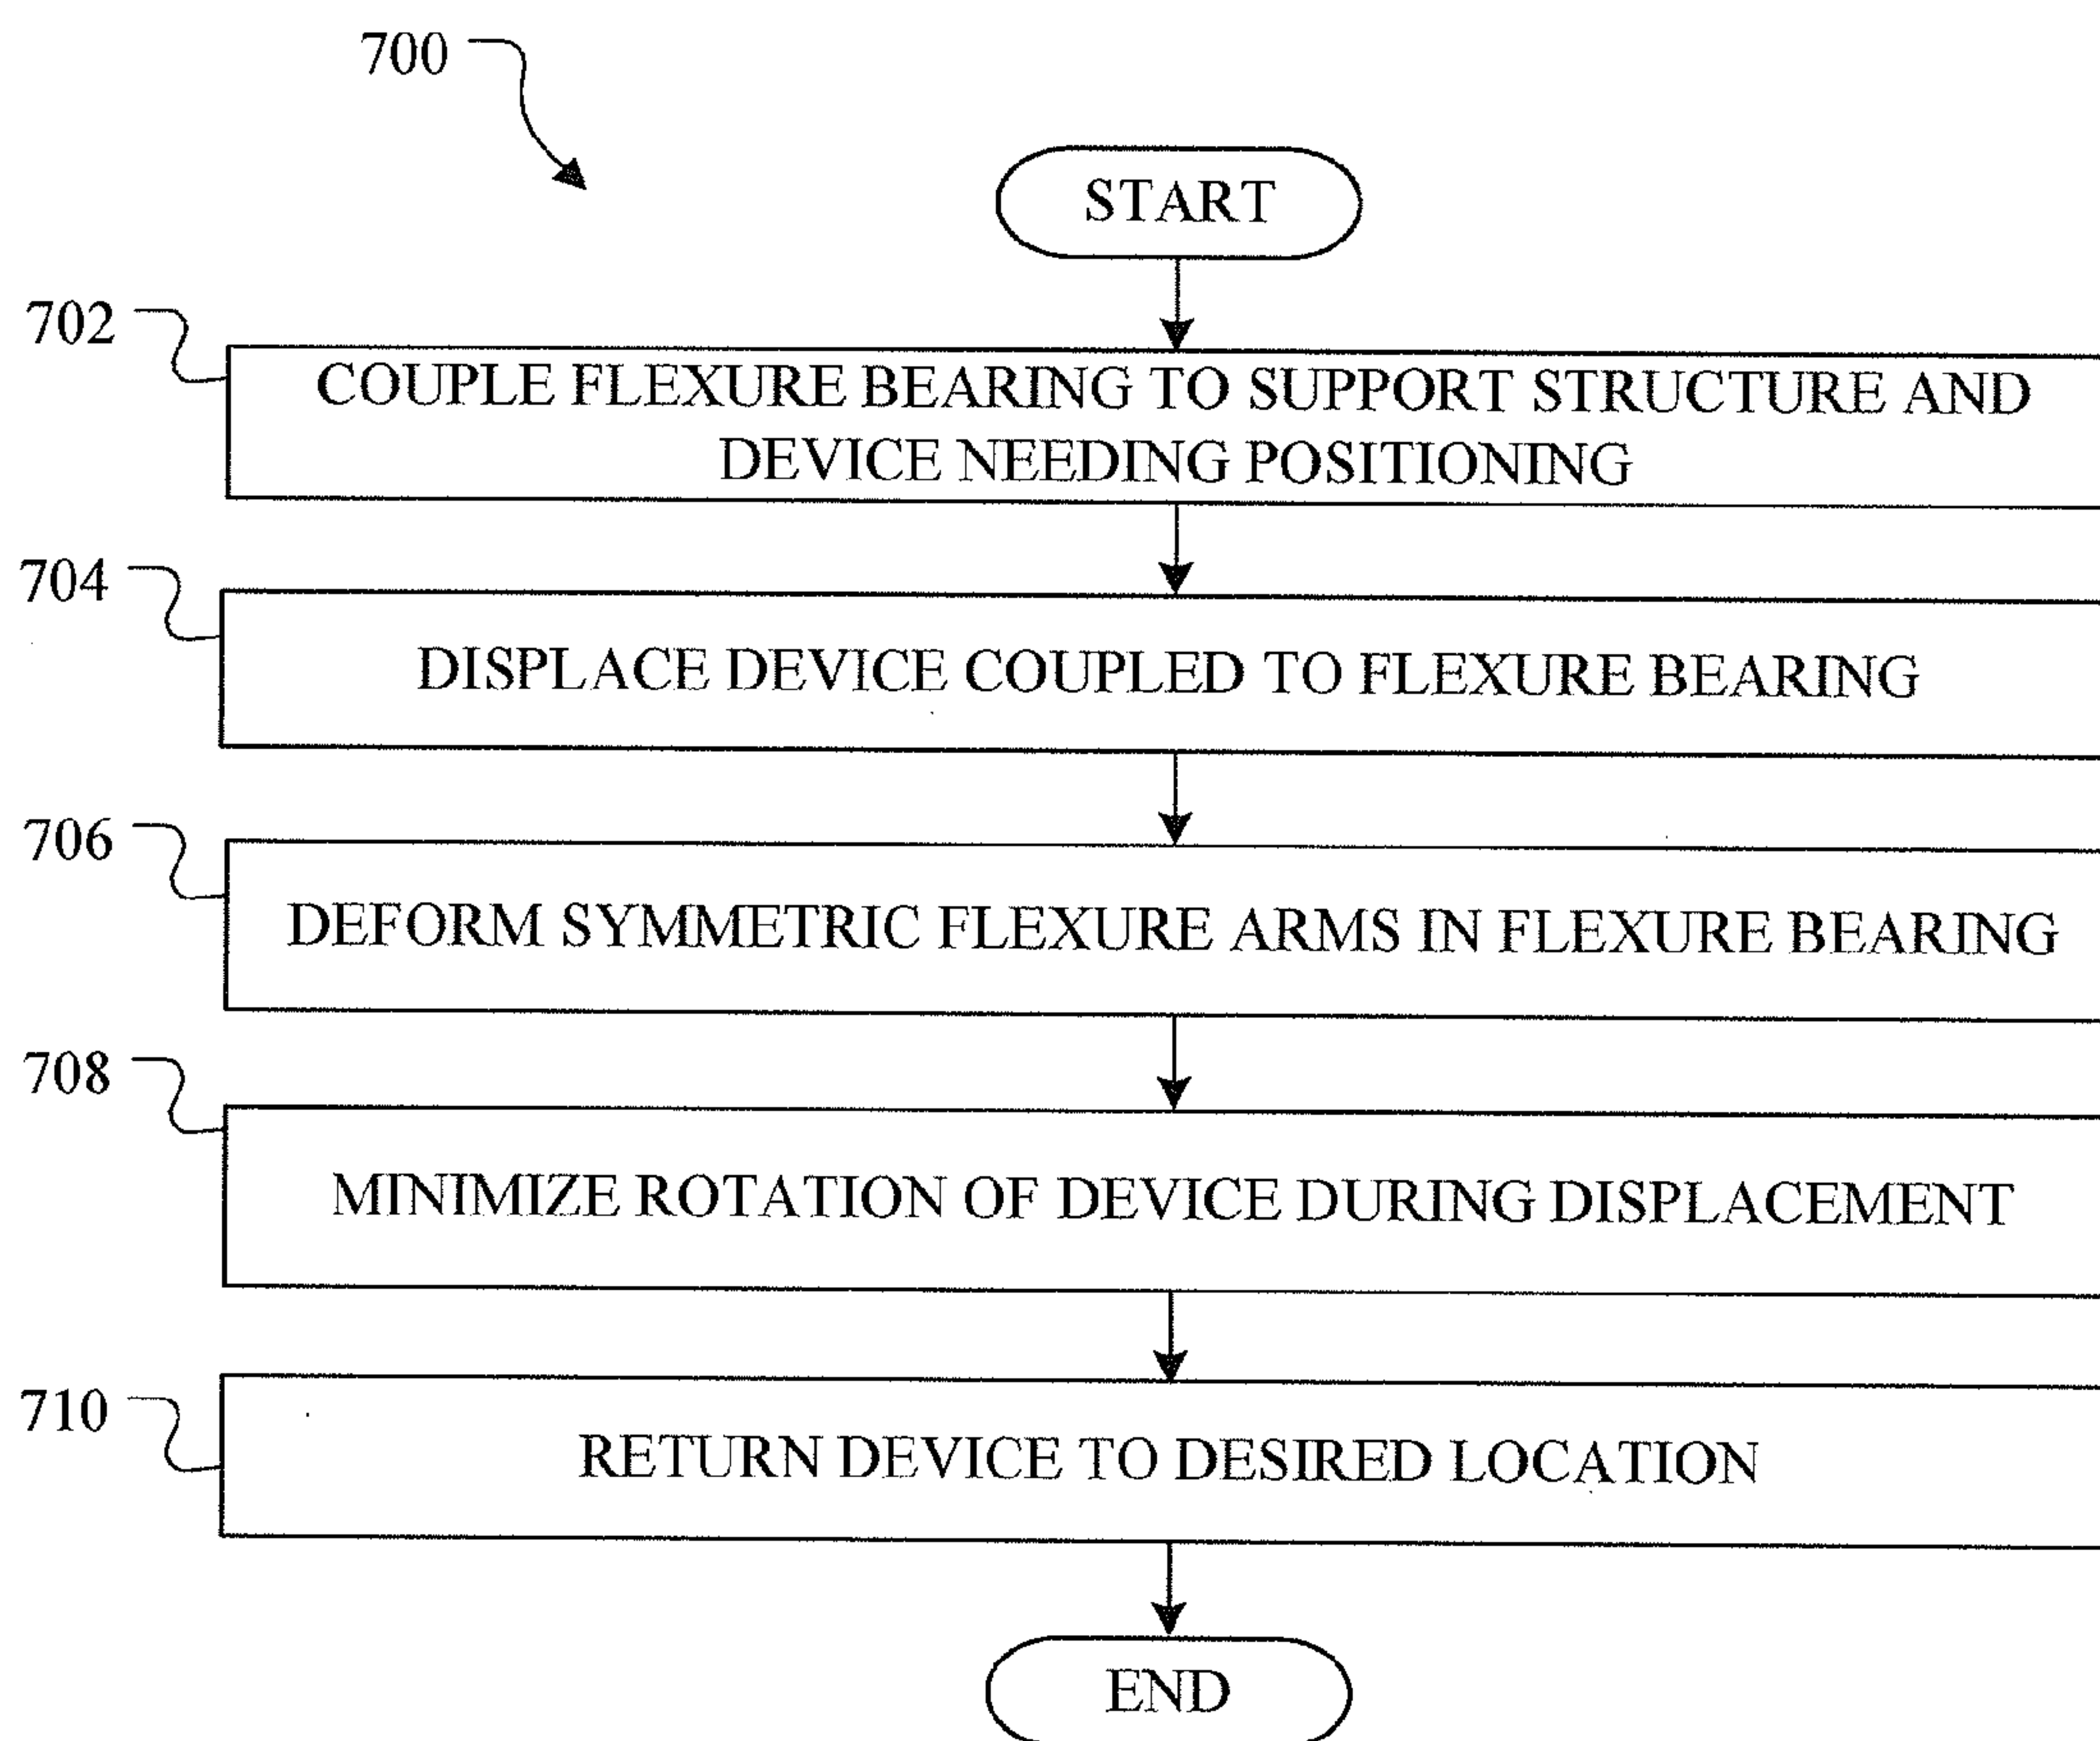 700
START
702
COUPLE FLEXURE BEARING TO SUPPORT STRUCTURE AND
DEVICE NEEDING POSITIONING
704
DISPLACE DEVICE COUPLED TO FLEXURE BEARING
706
DEFORM SYMMETRIC FLEXURE ARMS IN FLEXURE BEARING
708
MINIMIZE ROTATION OF DEVICE DURING DISPLACEMENT
710
RETURN DEVICE TO DESIRED LOCATION
END